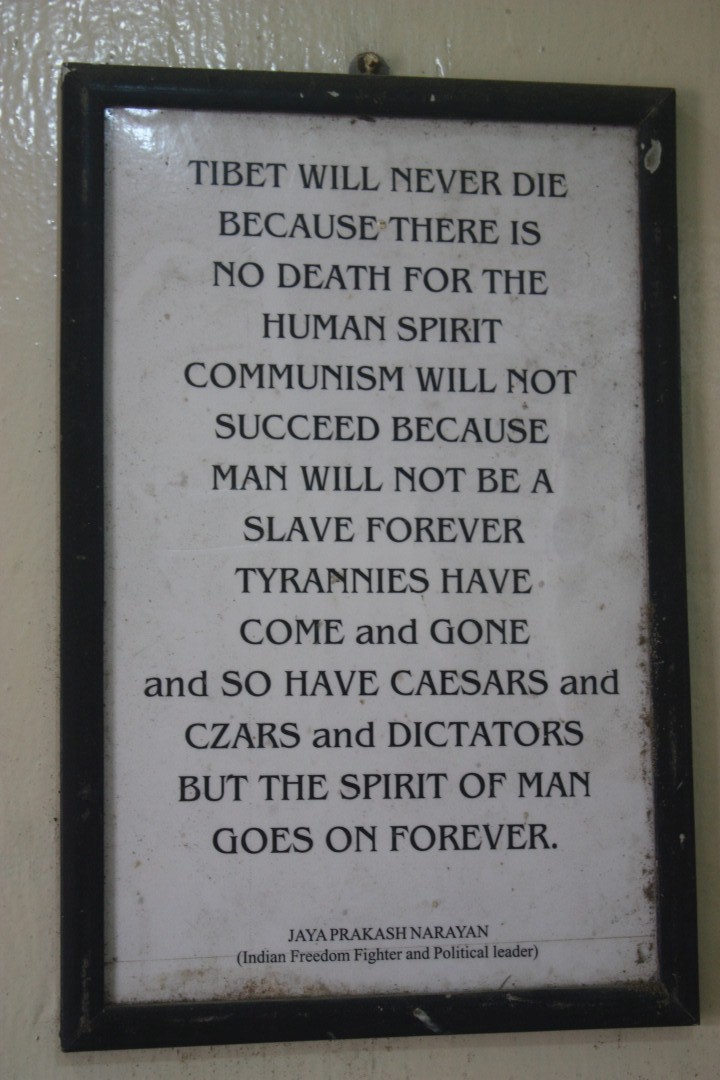 TIBET WILL NEVER DIE
BECAUSE THERE IS
NO DEATH FOR THE
HUMAN SPIRIT
COMMUNISM WILL NOT
SUCCEED BECAUSE
MAN WILL NOT BE A
SLAVE FOREVER
TYRANNIES HAVE
COME and GONE
and SO HAVE CAESARS and
CZARS and DICTATORS
BUT THE SPIRIT OF MAN
GOES ON FOREVER.
JAYA PRAKASH NARAYAN
(Indian Freedom Fighter and Political leader)